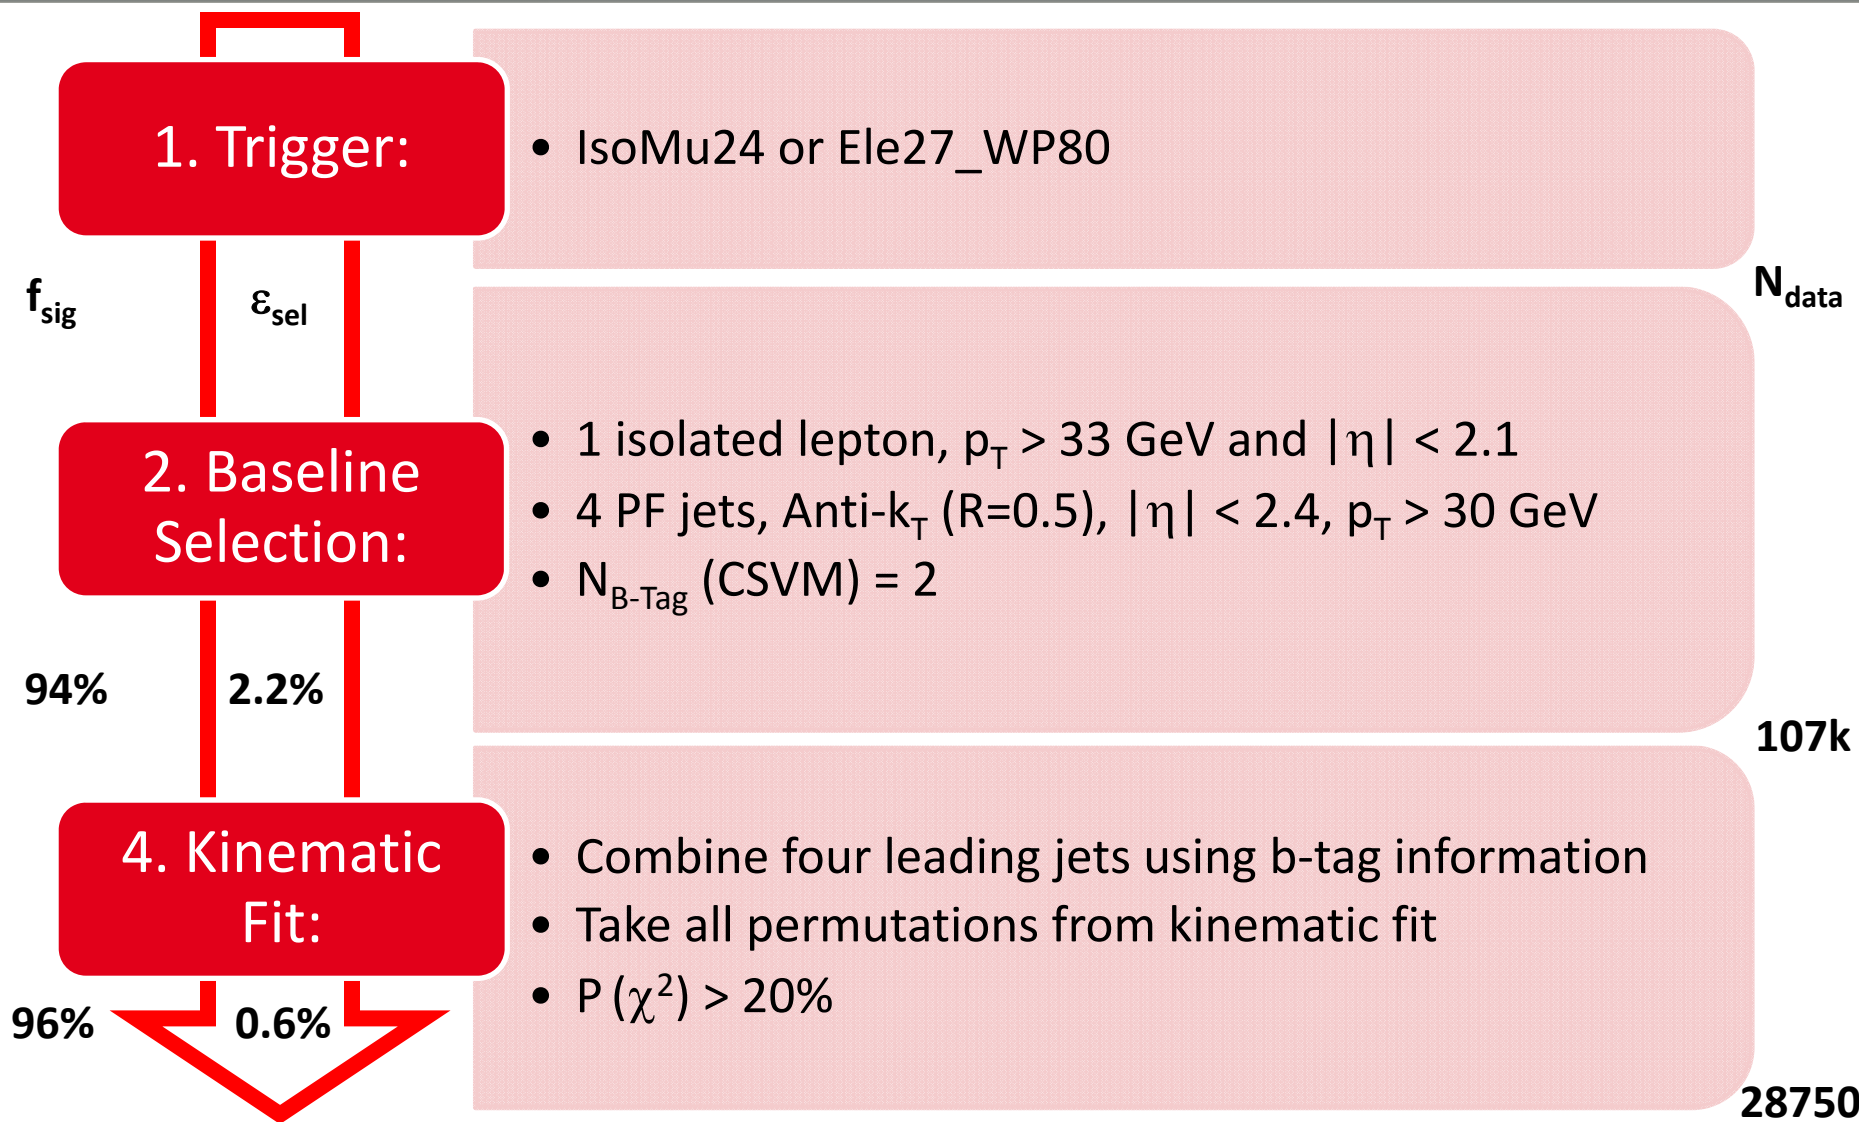 1. Trigger:
• IsoMu24 or Ele27_WP80
f_sig
ε_sel
N_data
2. Baseline
Selection:
• 1 isolated lepton, p_T > 33 GeV and |η| < 2.1
• 4 PF jets, Anti-k_T (R=0.5), |η| < 2.4, p_T > 30 GeV
• N_B-Tag (CSVM) = 2
94%
2.2%
107k
4. Kinematic
Fit:
• Combine four leading jets using b-tag information
• Take all permutations from kinematic fit
• P (χ²) > 20%
96%
0.6%
28750